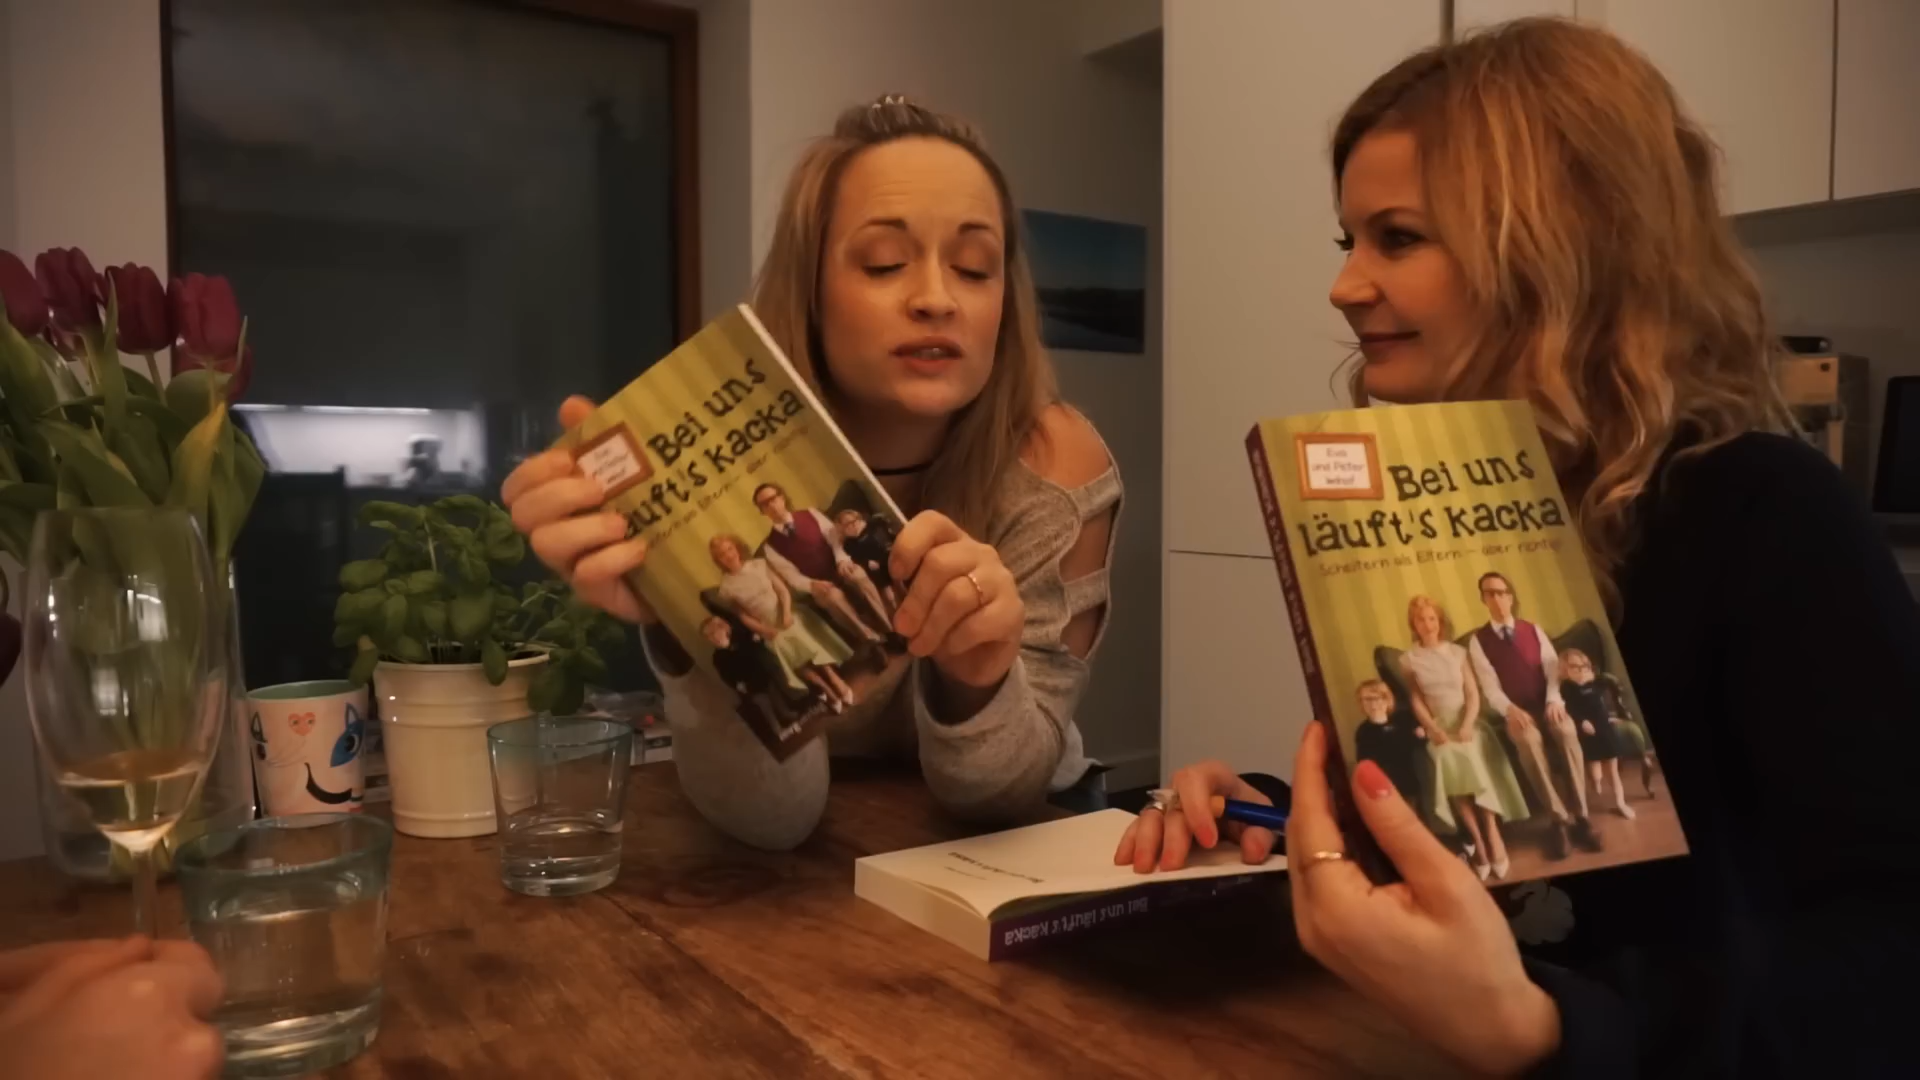 Bei uns
läuft's kacka
Eva
und Peter
Imhof
Bei uns
läuft's kacka
Scheitern als Eltern – aber richtig!
Bei uns läuft's kacka